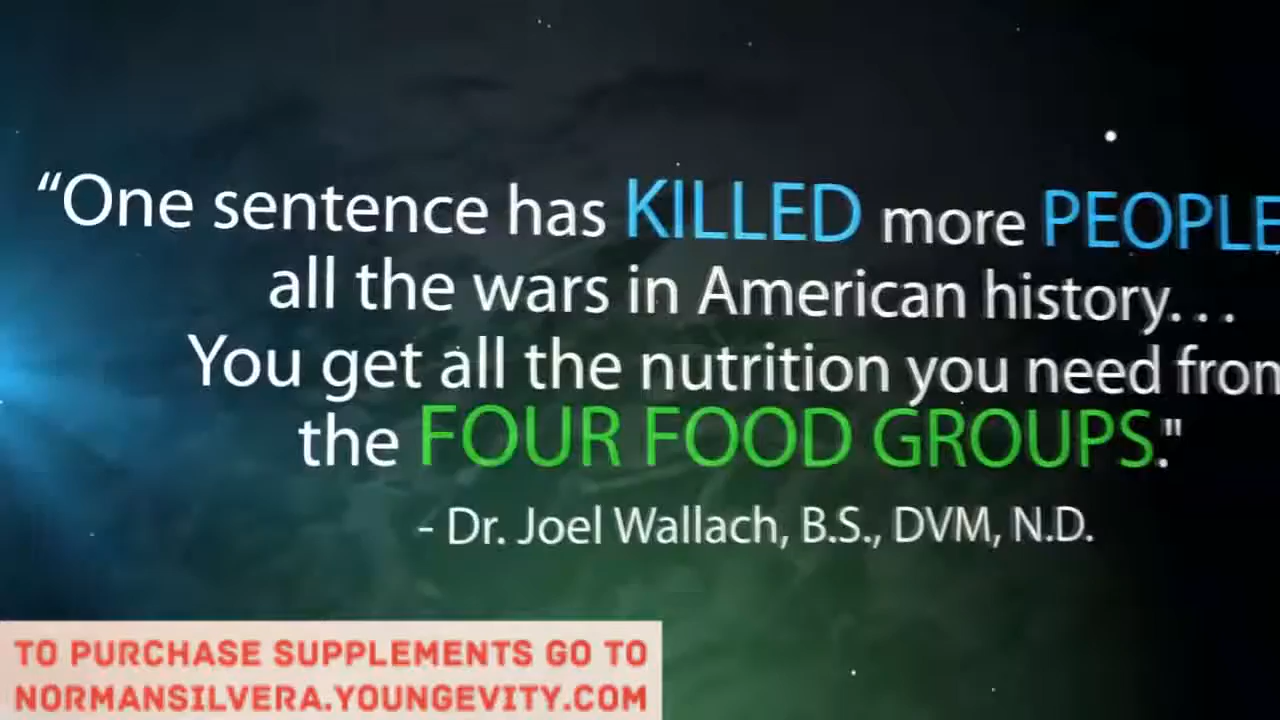 “One sentence has KILLED more PEOPLE
all the wars in American history...
You get all the nutrition you need from
the FOUR FOOD GROUPS."
- Dr. Joel Wallach, B.S., DVM, N.D.
TO PURCHASE SUPPLEMENTS GO TO
NORMANSILVERA.YOUNGEVITY.COM